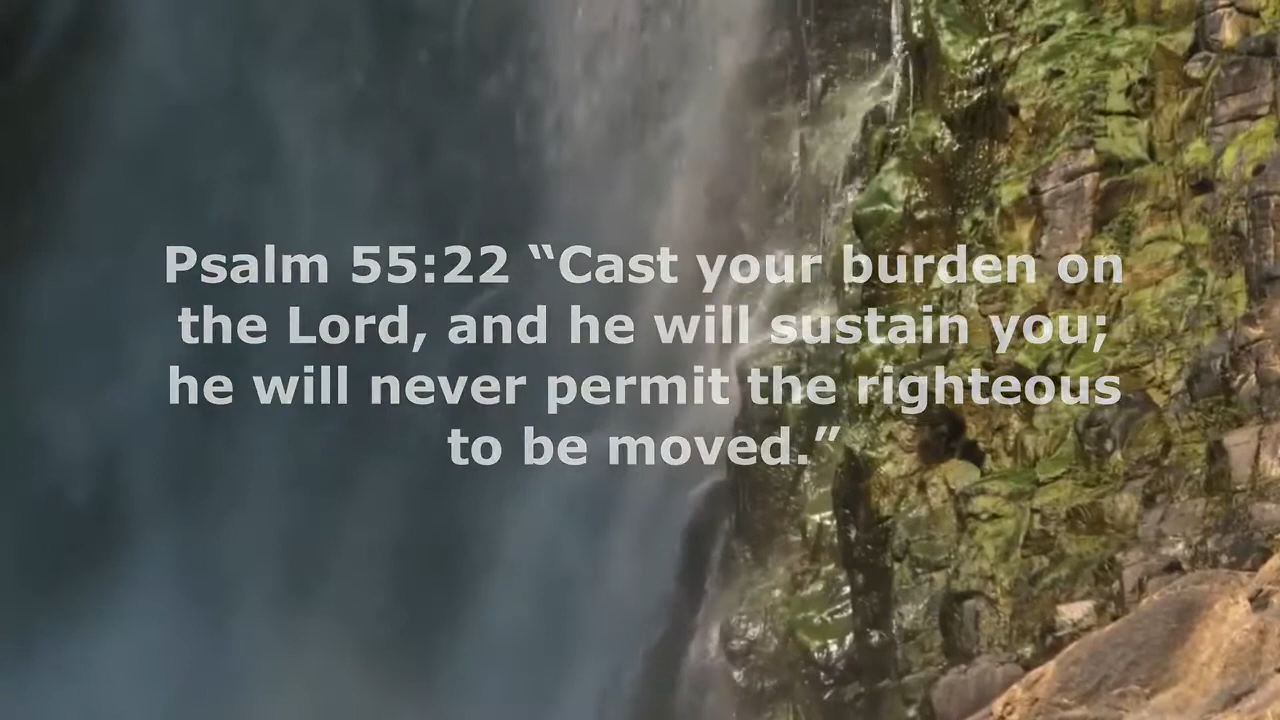 Psalm 55:22 “Cast your burden on
the Lord, and he will sustain you;
he will never permit the righteous
to be moved.”